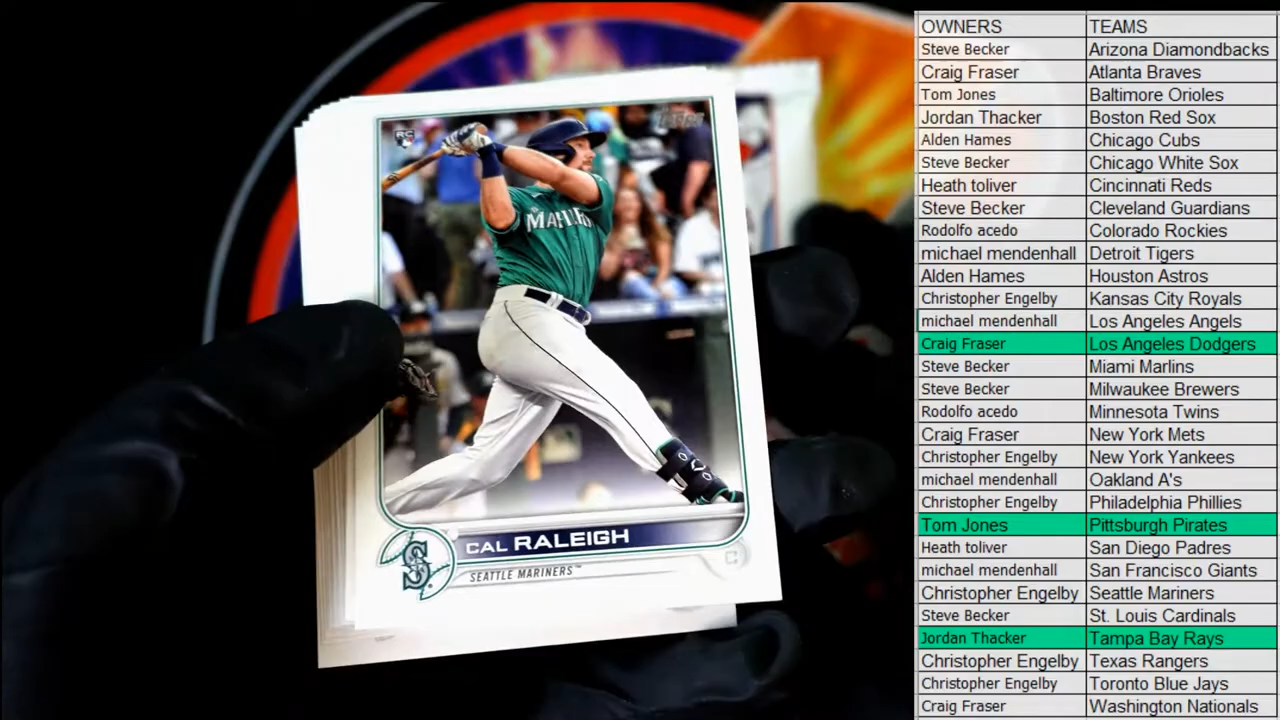 RC
Topps
MARINERS
CAL RALEIGH
SEATTLE MARINERS™
C
S
OWNERS TEAMS
Steve Becker Arizona Diamondbacks
Craig Fraser Atlanta Braves
Tom Jones Baltimore Orioles
Jordan Thacker Boston Red Sox
Alden Hames Chicago Cubs
Steve Becker Chicago White Sox
Heath toliver Cincinnati Reds
Steve Becker Cleveland Guardians
Rodolfo acedo Colorado Rockies
michael mendenhall Detroit Tigers
Alden Hames Houston Astros
Christopher Engelby Kansas City Royals
michael mendenhall Los Angeles Angels
Craig Fraser Los Angeles Dodgers
Steve Becker Miami Marlins
Steve Becker Milwaukee Brewers
Rodolfo acedo Minnesota Twins
Craig Fraser New York Mets
Christopher Engelby New York Yankees
michael mendenhall Oakland A's
Christopher Engelby Philadelphia Phillies
Tom Jones Pittsburgh Pirates
Heath toliver San Diego Padres
michael mendenhall San Francisco Giants
Christopher Engelby Seattle Mariners
Steve Becker St. Louis Cardinals
Jordan Thacker Tampa Bay Rays
Christopher Engelby Texas Rangers
Christopher Engelby Toronto Blue Jays
Craig Fraser Washington Nationals